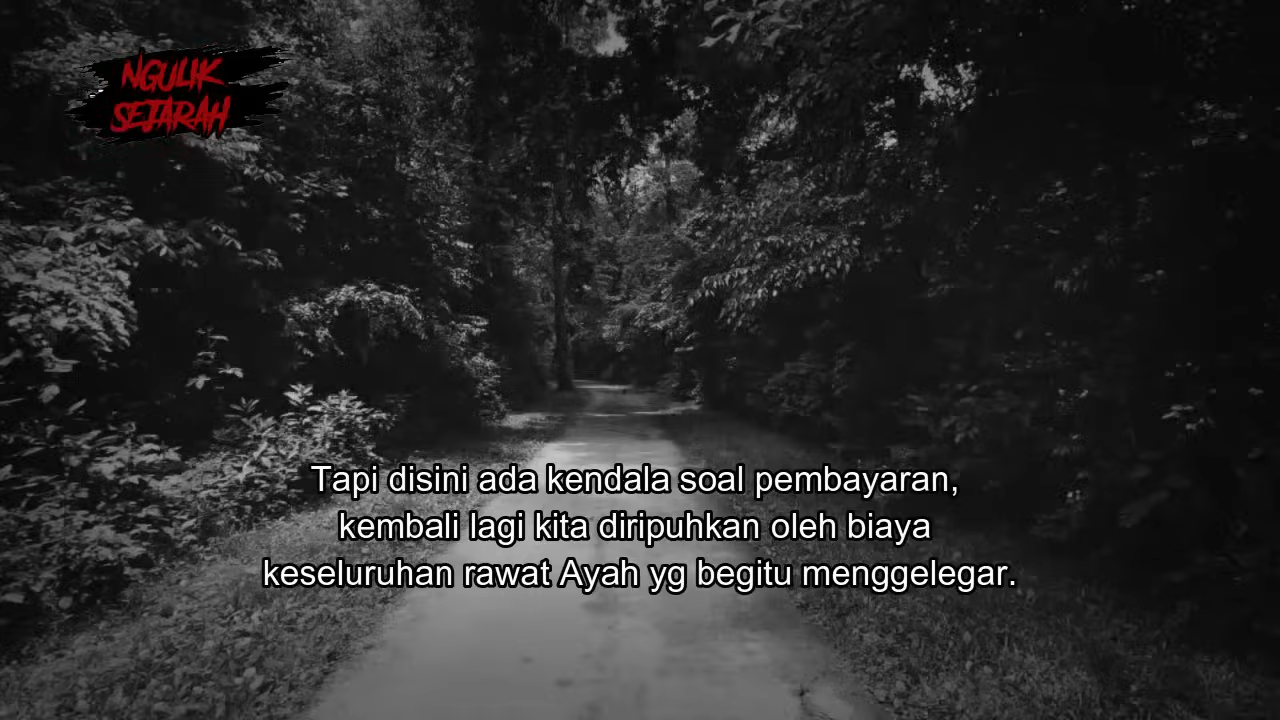 NGULIK
SEJARAH
Tapi disini ada kendala soal pembayaran,
kembali lagi kita diripuhkan oleh biaya
keseluruhan rawat Ayah yg begitu menggelegar.